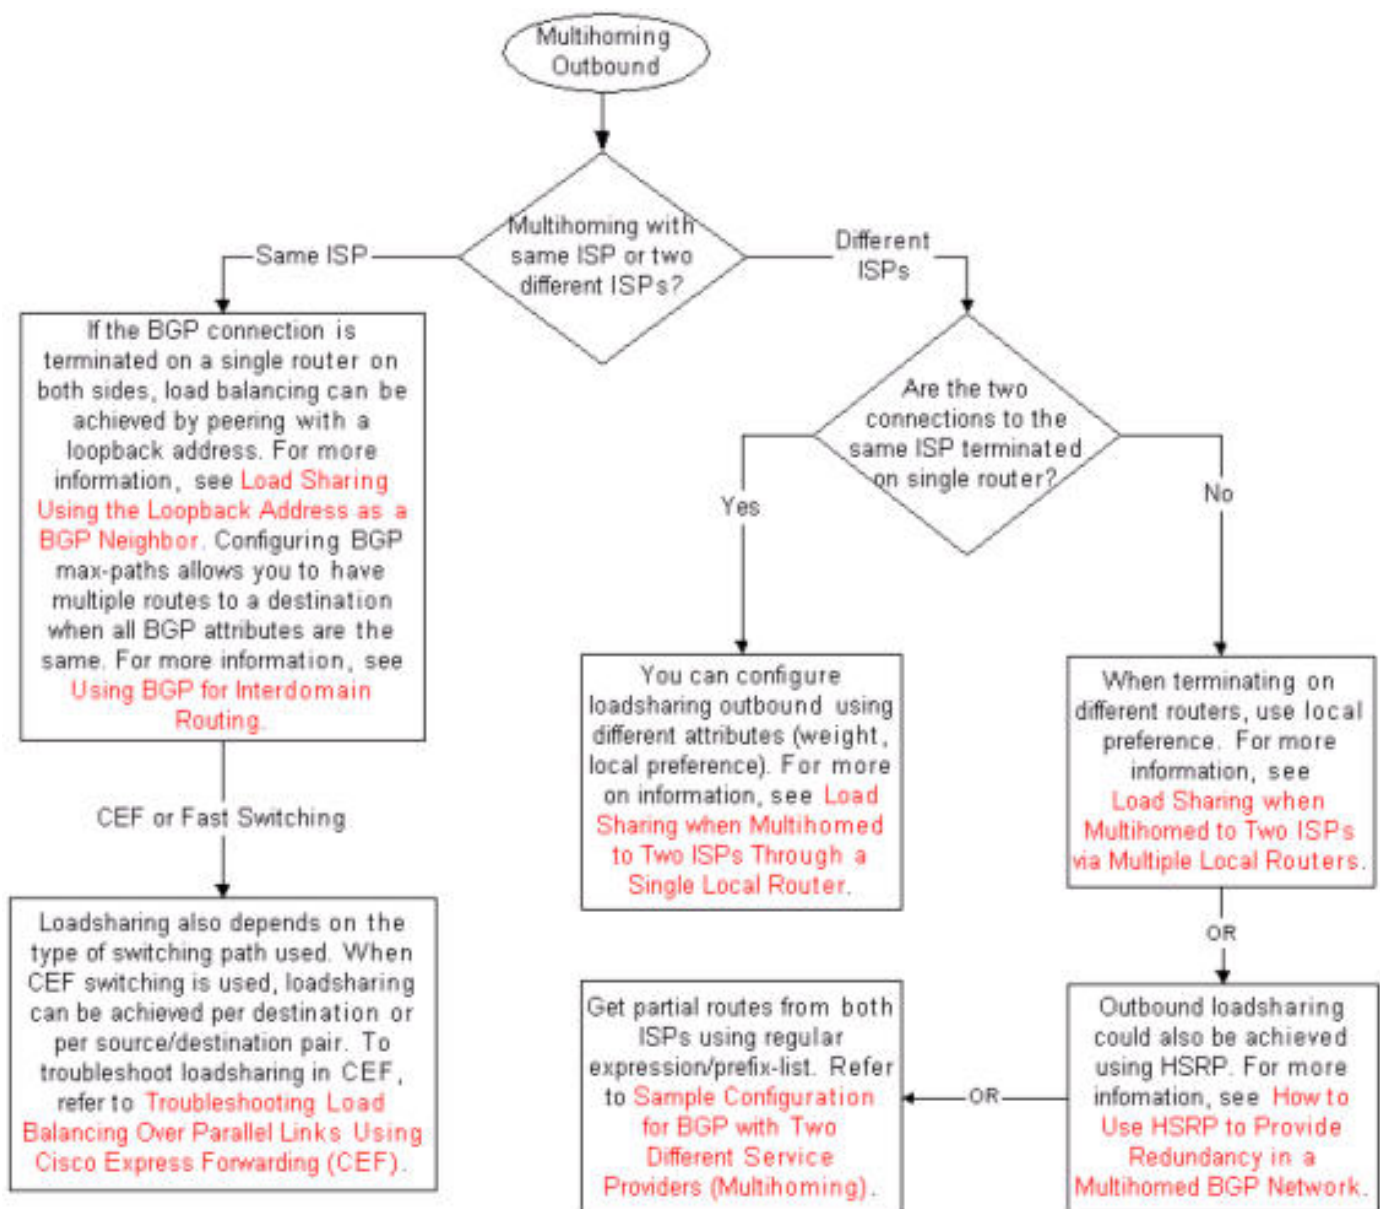 Multihoming
Outbound
Multihoming with
same ISP or two
different ISPs?
Same ISP
Different
ISPs
If the BGP connection is
terminated on a single router on
both sides, load balancing can be
achieved by peering with a
loopback address. For more
information, see Load Sharing
Using the Loopback Address as a
BGP Neighbor. Configuring BGP
max-paths allows you to have
multiple routes to a destination
when all BGP attributes are the
same. For more information, see
Using BGP for Interdomain
Routing.
Are the two
connections to the
same ISP terminated
on single router?
Yes
No
You can configure
loadsharing outbound using
different attributes (weight,
local preference). For more
on information, see Load
Sharing when Multihomed
to Two ISPs Through a
Single Local Router.
When terminating on
different routers, use local
preference. For more
information, see
Load Sharing when
Multihomed to Two ISPs
via Multiple Local Routers.
CEF or Fast Switching
Loadsharing also depends on the
type of switching path used. When
CEF switching is used, loadsharing
can be achieved per destination or
per source/destination pair. To
troubleshoot loadsharing in CEF,
refer to Troubleshooting Load
Balancing Over Parallel Links Using
Cisco Express Forwarding (CEF).
OR
Outbound loadsharing
could also be achieved
using HSRP. For more
infomation, see How to
Use HSRP to Provide
Redundancy in a
Multihomed BGP Network.
OR
Get partial routes from both
ISPs using regular
expression/prefix-list. Refer
to Sample Configuration
for BGP with Two
Different Service
Providers (Multihoming).